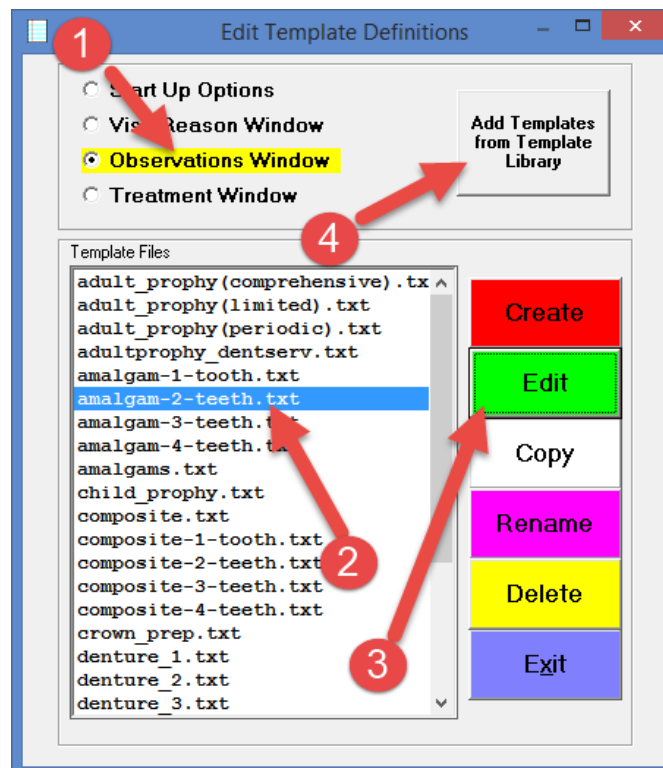 Edit Template Definitions
1
Start Up Options
Visit Reason Window
Observations Window
Treatment Window
Add Templates
from Template
Library
4
Template Files
adult_prophy(comprehensive).tx
adult_prophy(limited).txt
adult_prophy(periodic).txt
adultprophy_dentserv.txt
amalgam-1-tooth.txt
amalgam-2-teeth.txt
amalgam-3-teeth.txt
amalgam-4-teeth.txt
amalgams.txt
child_prophy.txt
composite.txt
composite-1-tooth.txt
composite-2-teeth.txt
composite-3-teeth.txt
composite-4-teeth.txt
crown_prep.txt
denture_1.txt
denture_2.txt
denture_3.txt
2
3
Create
Edit
Copy
Rename
Delete
Exit